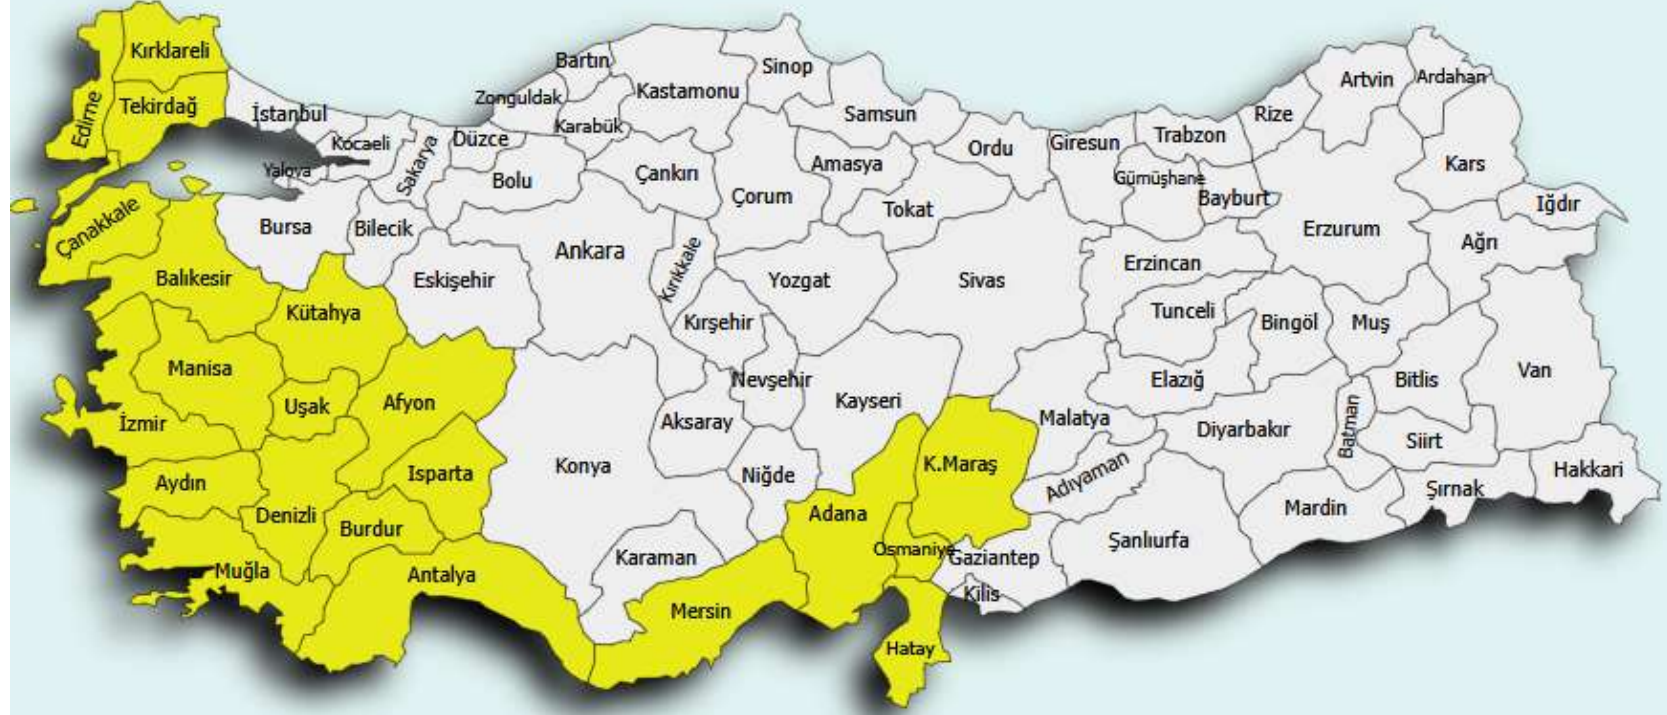 Kırklareli
Edirne
Tekirdağ
İstanbul
Kocaeli
Yalova
Sakarya
Düzce
Zonguldak
Bartın
Karabük
Kastamonu
Sinop
Samsun
Ordu
Giresun
Trabzon
Rize
Artvin
Ardahan
Kars
Iğdır
Ağrı
Erzurum
Bayburt
Gümüşhane
Tokat
Amasya
Çorum
Çankırı
Bolu
Bilecik
Bursa
Çanakkale
Balıkesir
Kütahya
Eskişehir
Ankara
Kırıkkale
Yozgat
Sivas
Erzincan
Tunceli
Bingöl
Muş
Bitlis
Van
Elazığ
Malatya
Kayseri
Nevşehir
Kırşehir
Aksaray
Afyon
Uşak
Manisa
İzmir
Aydın
Denizli
Isparta
Burdur
Konya
Niğde
Adana
K.Maraş
Adıyaman
Diyarbakır
Batman
Siirt
Şırnak
Hakkari
Mardin
Şanlıurfa
Gaziantep
Osmaniye
Kilis
Karaman
Muğla
Antalya
Mersin
Hatay